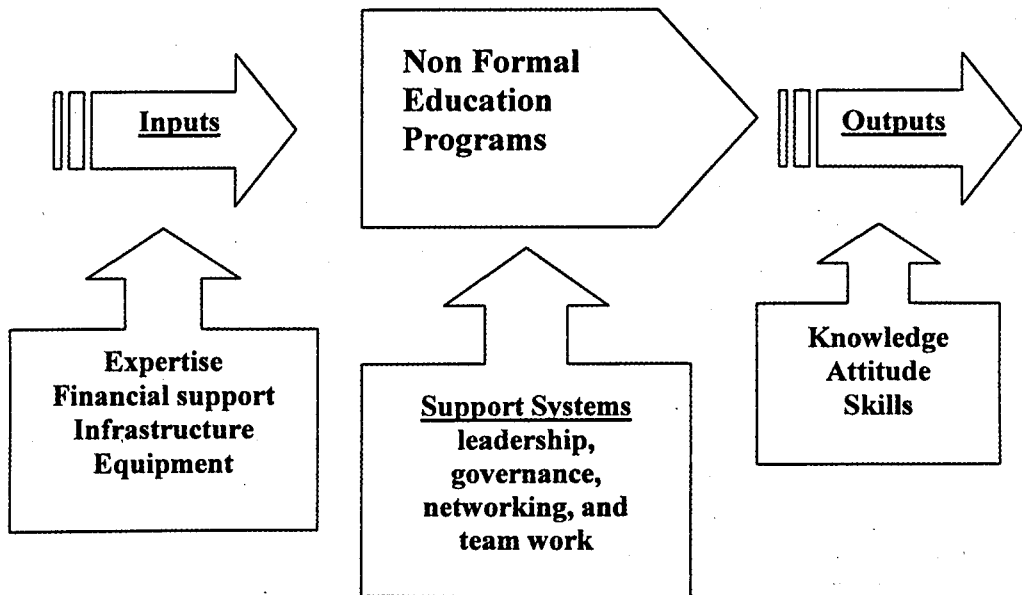 Inputs
Non Formal
Education
Programs
Outputs
Expertise
Financial support
Infrastructure
Equipment
Support Systems
leadership,
governance,
networking, and
team work
Knowledge
Attitude
Skills